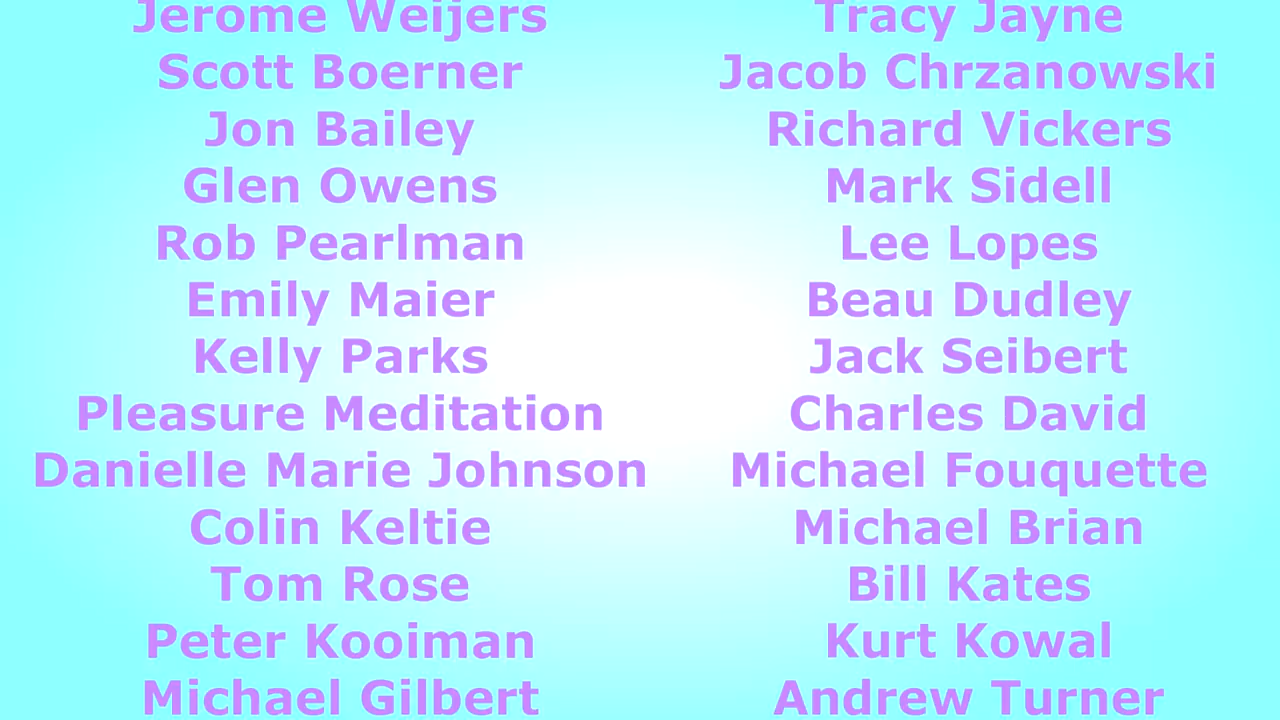 Jerome Weijers
Scott Boerner
Jon Bailey
Glen Owens
Rob Pearlman
Emily Maier
Kelly Parks
Pleasure Meditation
Danielle Marie Johnson
Colin Keltie
Tom Rose
Peter Kooiman
Michael Gilbert
Tracy Jayne
Jacob Chrzanowski
Richard Vickers
Mark Sidell
Lee Lopes
Beau Dudley
Jack Seibert
Charles David
Michael Fouquette
Michael Brian
Bill Kates
Kurt Kowal
Andrew Turner